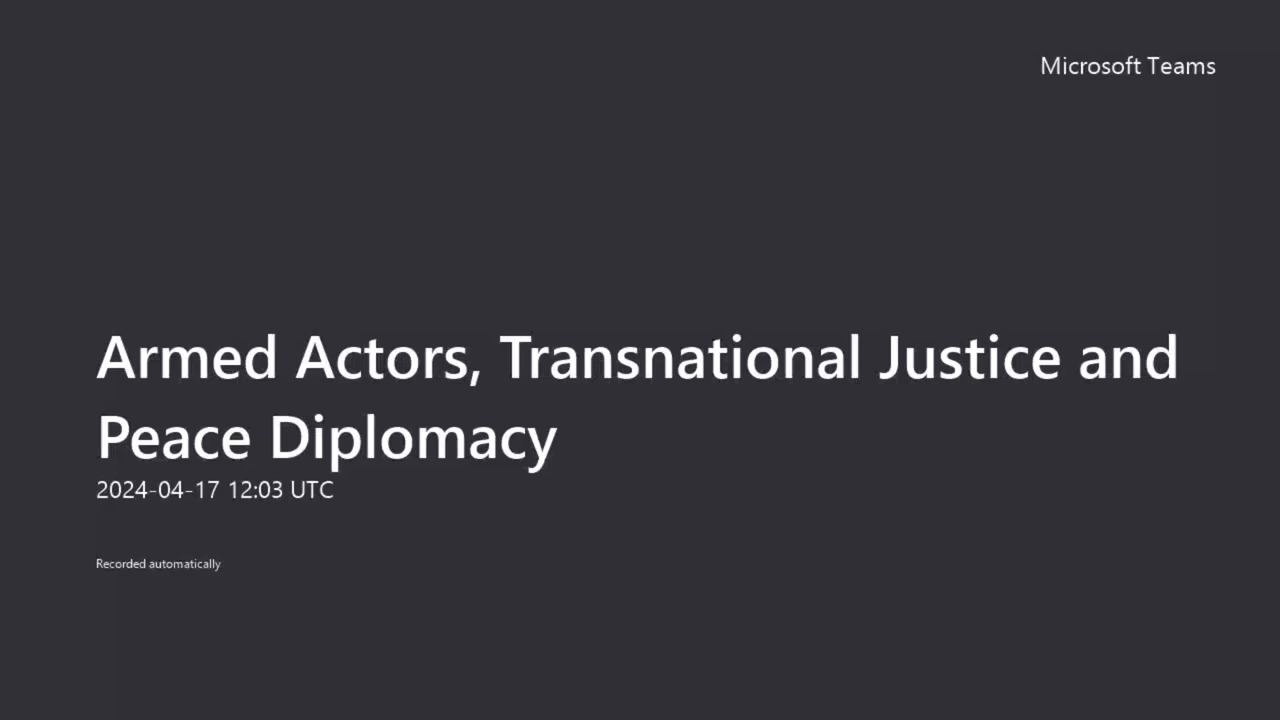 Microsoft Teams
Armed Actors, Transnational Justice and
Peace Diplomacy
2024-04-17 12:03 UTC
Recorded automatically